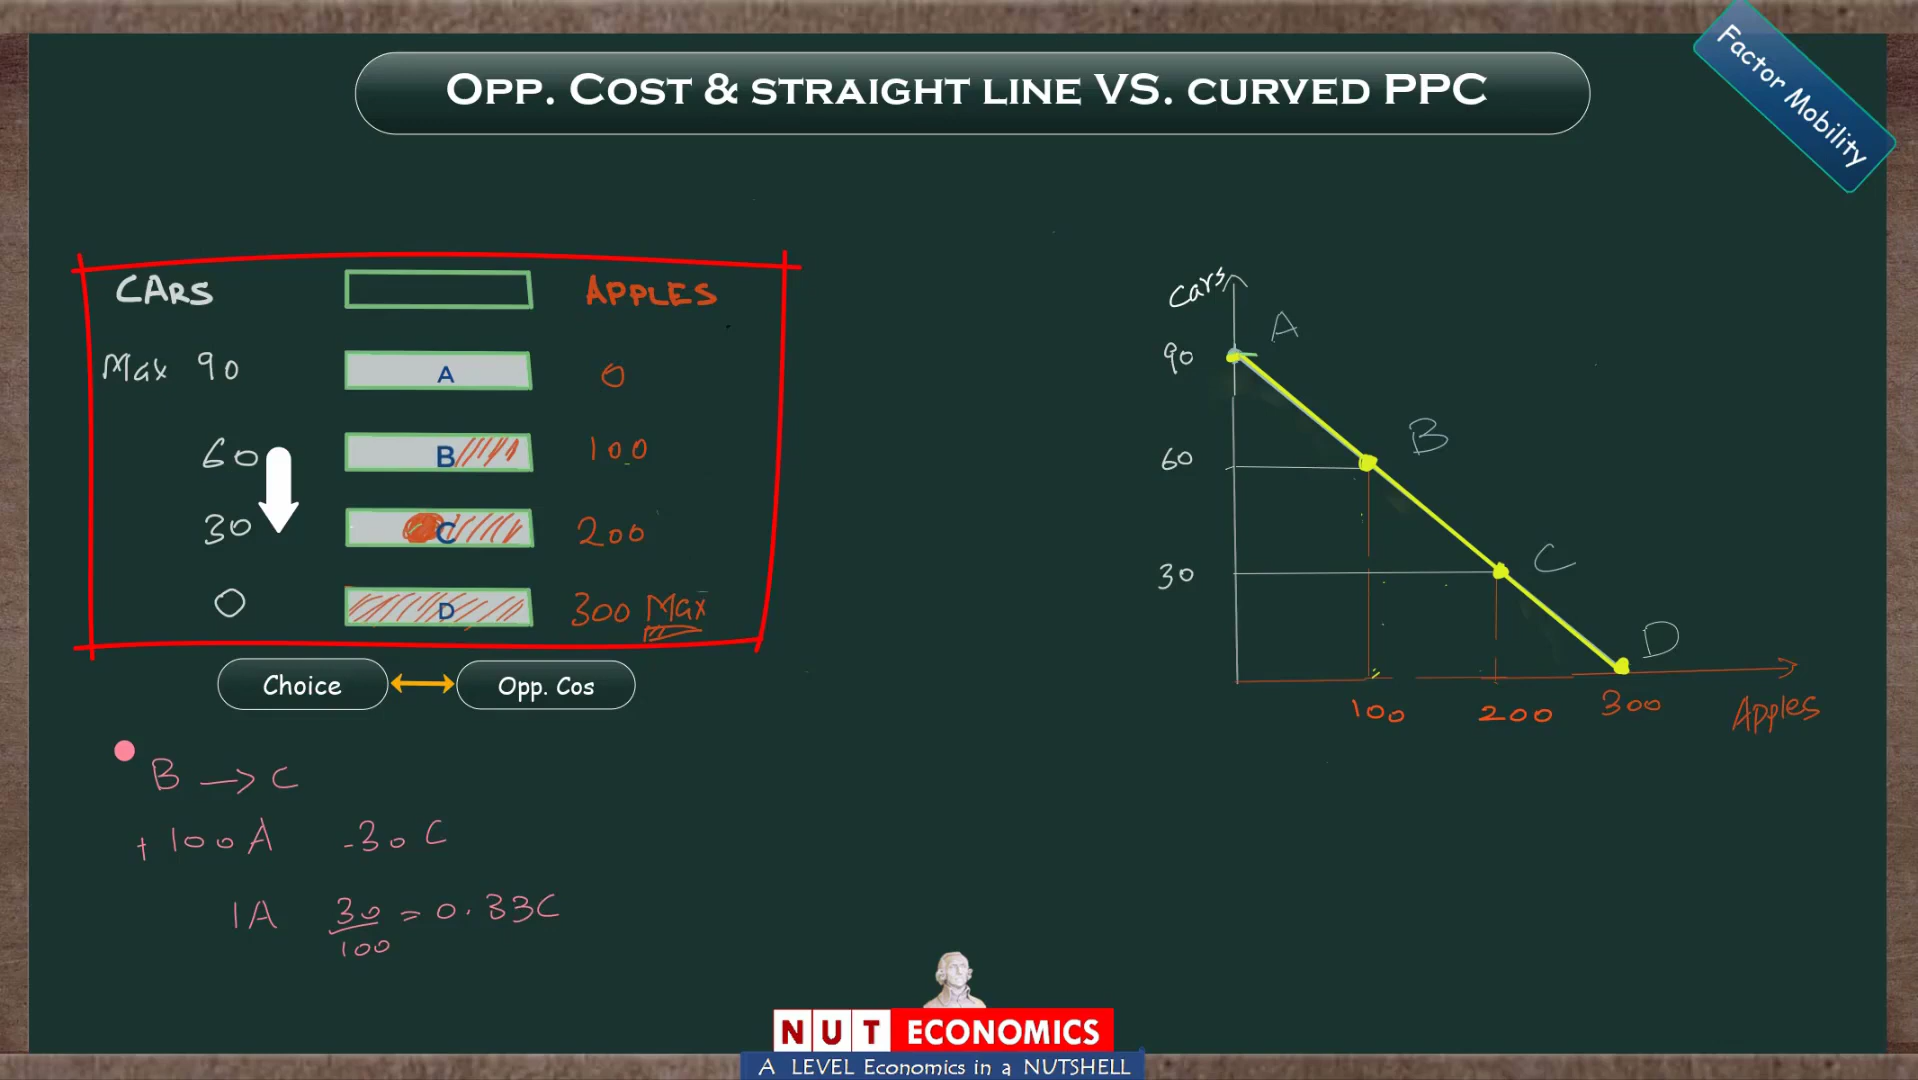 OPP. COST & STRAIGHT LINE VS. CURVED PPC
Factor Mobility
CARS APPLES
Max 90 A 0
60 B 100
30 C 200
0 D 300 Max
Choice Opp. Cos
B → C
+ 100 A - 30 C
1A 30/100 = 0.33C
Cars
A
90
B
60
C
30
D
100 200 300 Apples
NUT ECONOMICS
A LEVEL Economics in a NUTSHELL